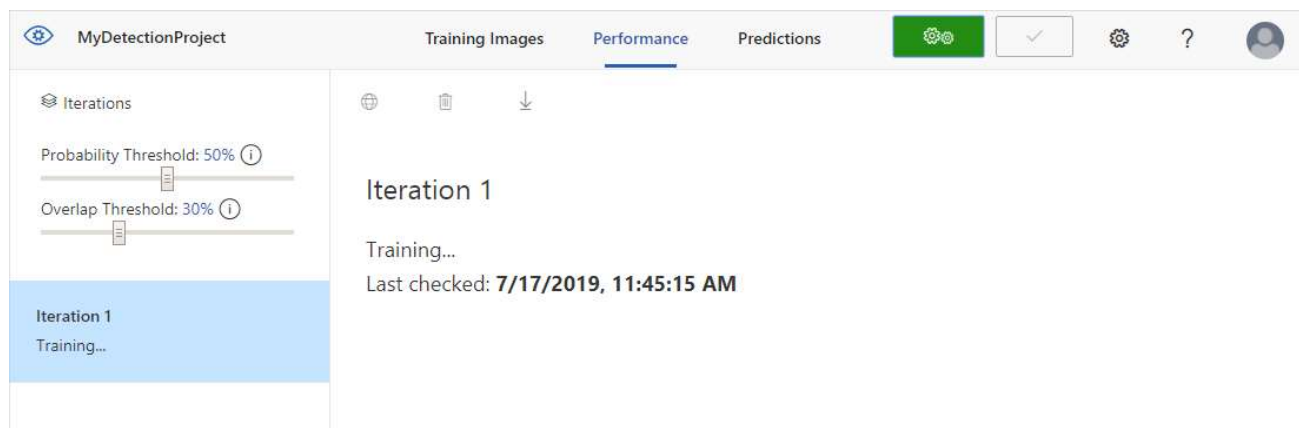 MyDetectionProject
Training Images
Performance
Predictions
?
Iterations
Probability Threshold: 50% i
Overlap Threshold: 30% i
Iteration 1
Training...
Iteration 1
Training...
Last checked: 7/17/2019, 11:45:15 AM